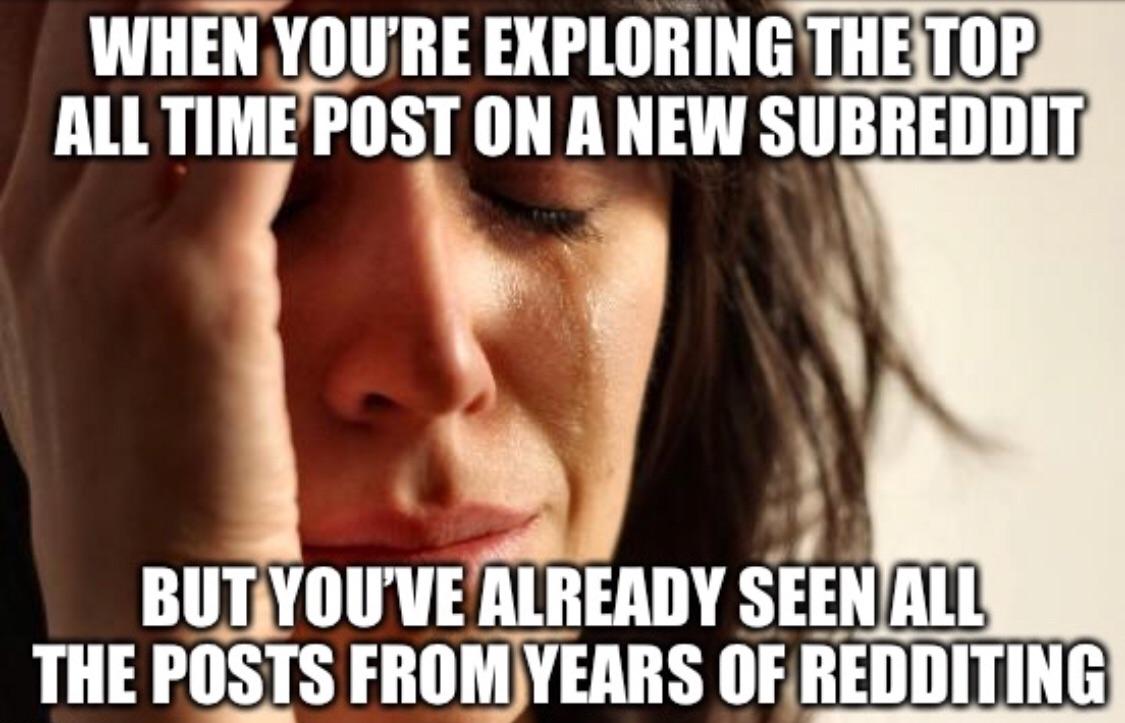 WHEN YOU'RE EXPLORING THE TOP
ALL TIME POST ON A NEW SUBREDDIT
BUT YOU'VE ALREADY SEEN ALL
THE POSTS FROM YEARS OF REDDITING